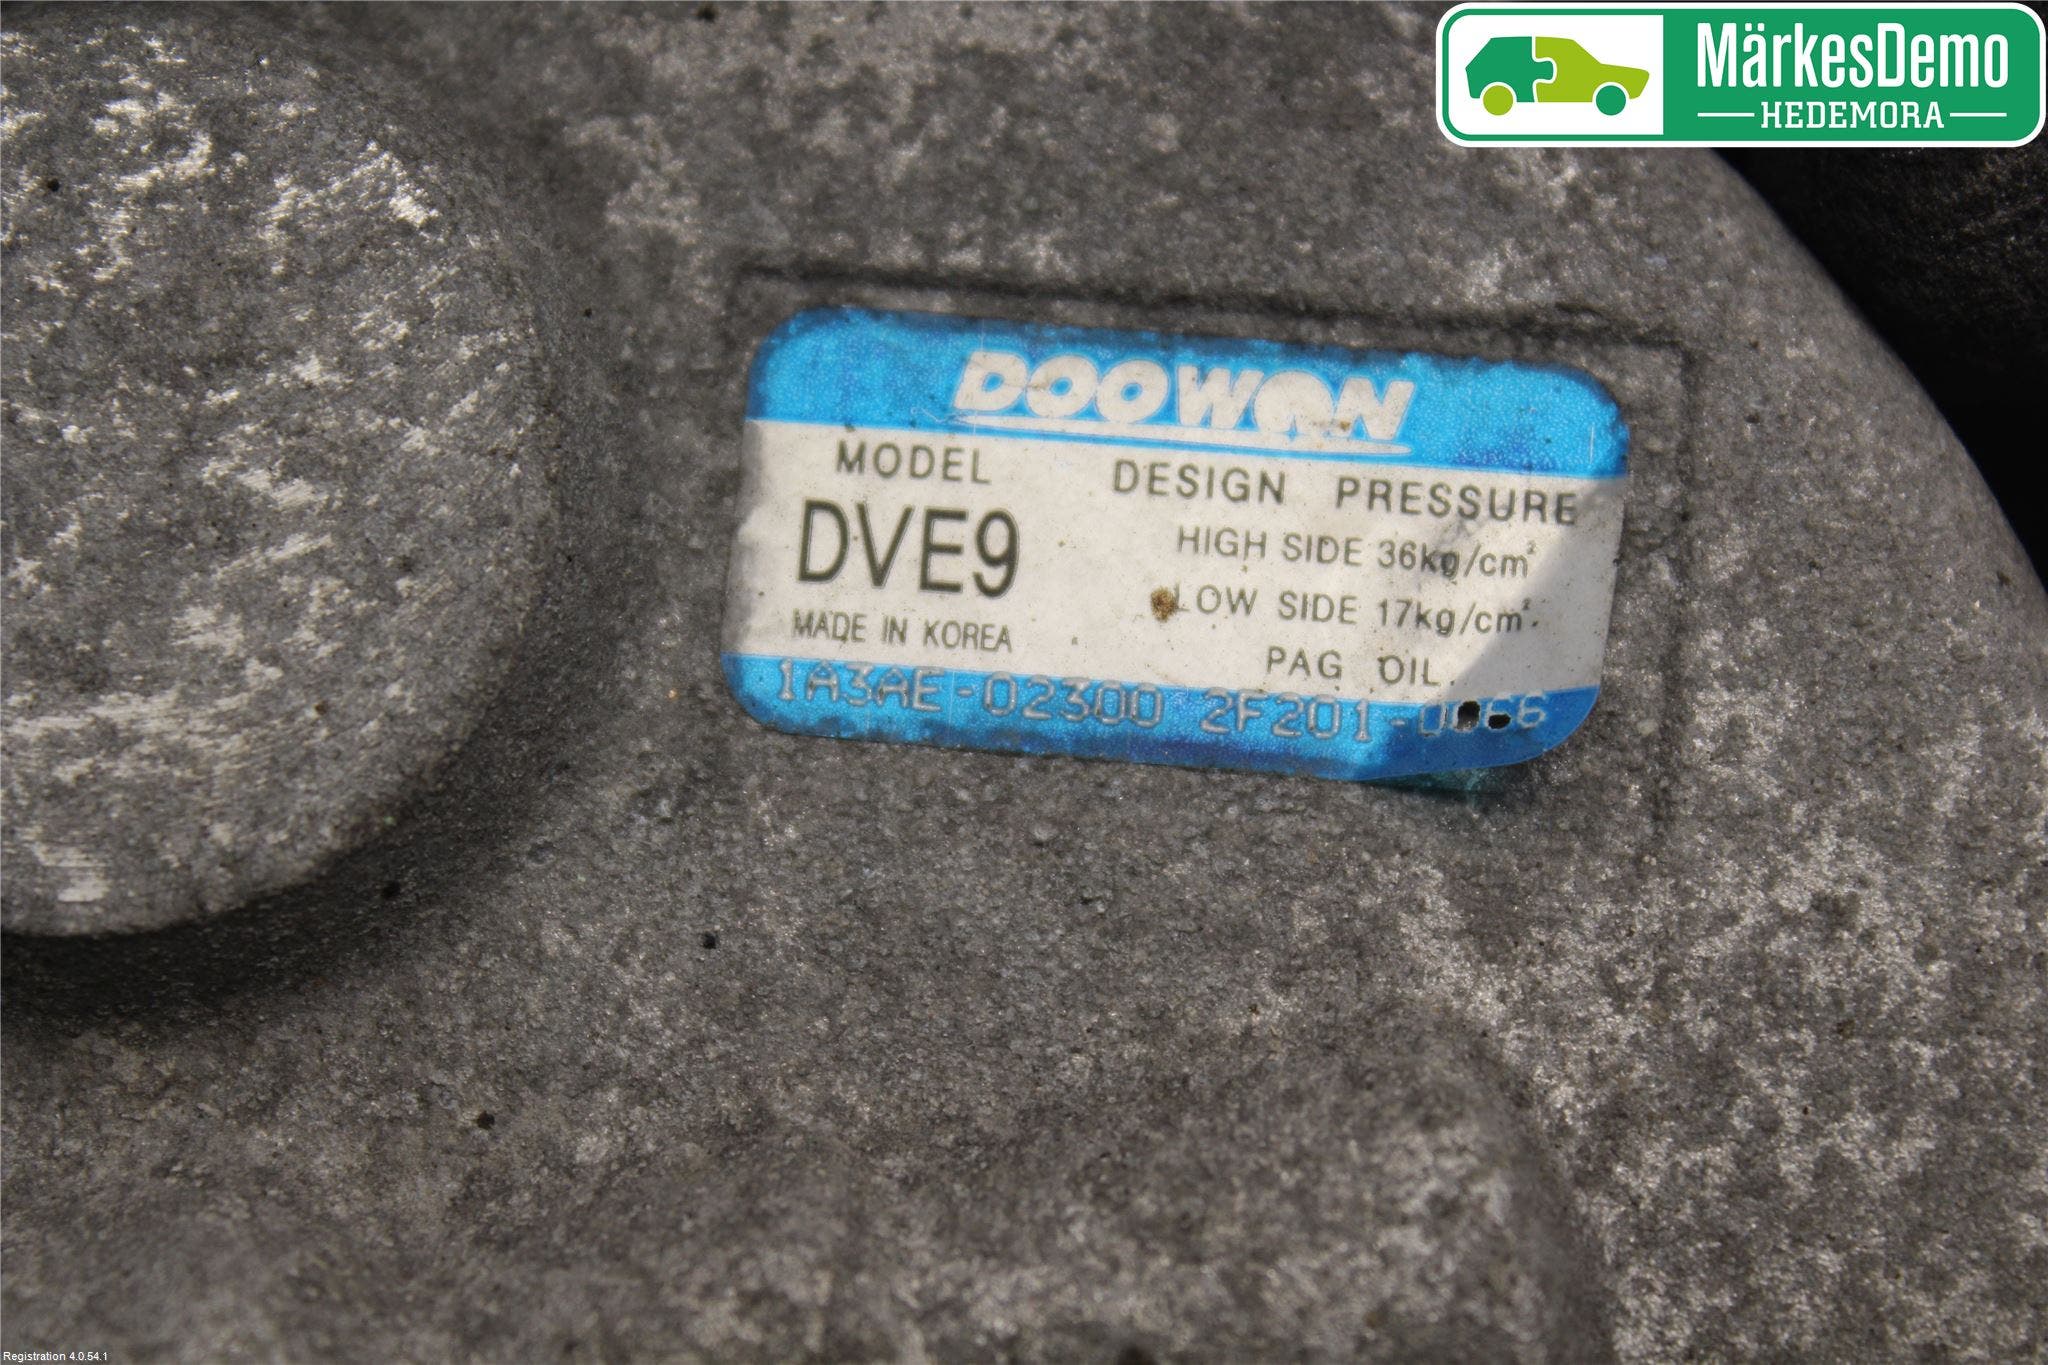 MärkesDemo
HEDEMORA
DOOWON
MODEL
DVE9
MADE IN KOREA
DESIGN PRESSURE
HIGH SIDE 36kg/cm²
LOW SIDE 17kg/cm²
PAG OIL
1A3AE-02300
Registration 4.0.54.1